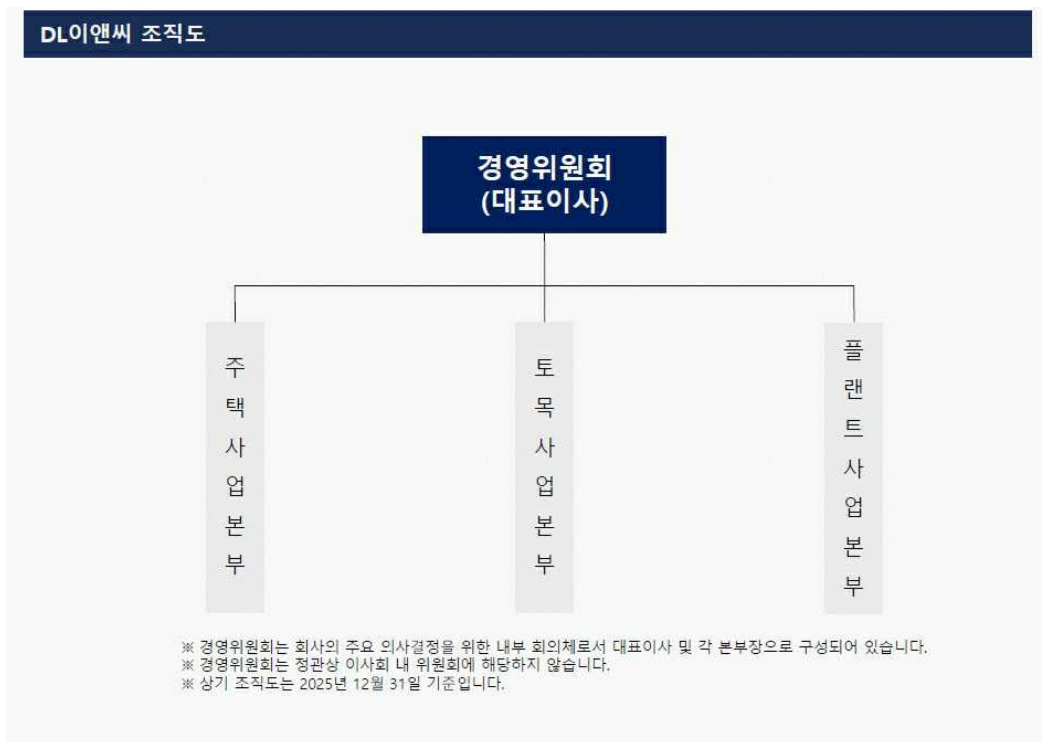 DL이앤씨 조직도
경영위원회
(대표이사)
주택사업본부
토목사업본부
플랜트사업본부
※ 경영위원회는 회사의 주요 의사결정을 위한 내부 회의체로서 대표이사 및 각 본부장으로 구성되어 있습니다.
※ 경영위원회는 정관상 이사회 내 위원회에 해당하지 않습니다.
※ 상기 조직도는 2025년 12월 31일 기준입니다.